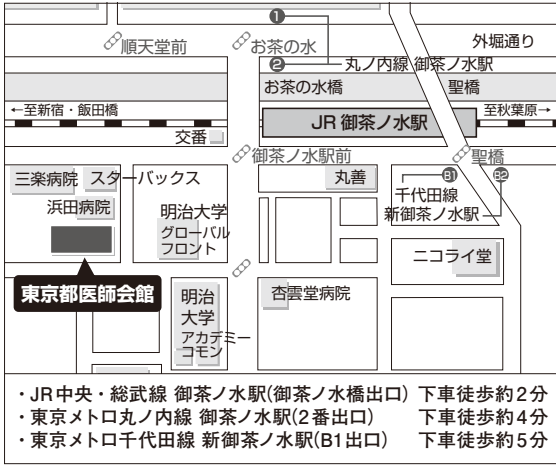 1
順天堂前
お茶の水
外堀通り
2
丸ノ内線 御茶ノ水駅
お茶の水橋
聖橋
←至新宿・飯田橋
JR 御茶ノ水駅
至秋葉原→
交番
御茶ノ水駅前
聖橋
三楽病院
スターバックス
丸善
B1
B2
千代田線
新御茶ノ水駅
浜田病院
明治大学
グローバル
フロント
ニコライ堂
東京都医師会館
明治
大学
アカデミー
コモン
杏雲堂病院
・JR中央・総武線 御茶ノ水駅(御茶ノ水橋出口) 下車徒歩約2分
・東京メトロ丸ノ内線 御茶ノ水駅(2番出口) 下車徒歩約4分
・東京メトロ千代田線 新御茶ノ水駅(B1出口) 下車徒歩約5分